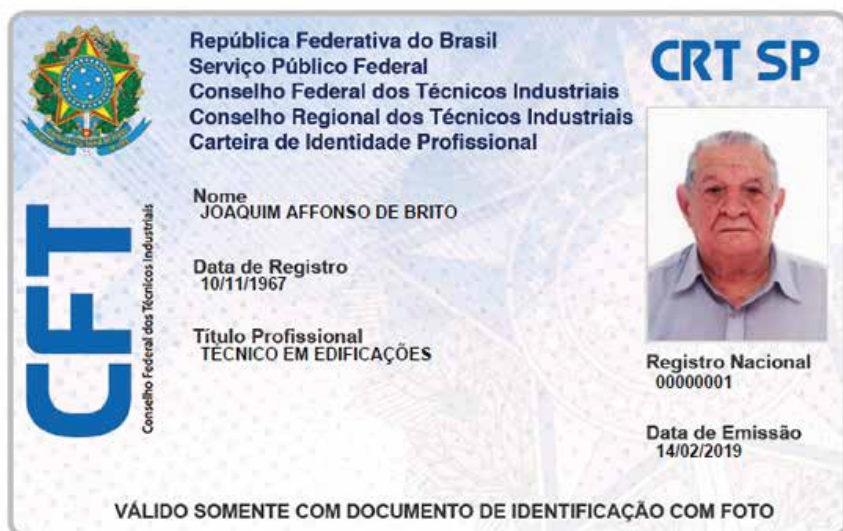 República Federativa do Brasil
Serviço Público Federal
Conselho Federal dos Técnicos Industriais
Conselho Regional dos Técnicos Industriais
Carteira de Identidade Profissional
CRT SP
CFT
Conselho Federal dos Técnicos Industriais
Nome
JOAQUIM AFFONSO DE BRITO
Data de Registro
10/11/1967
Título Profissional
TÉCNICO EM EDIFICAÇÕES
Registro Nacional
00000001
Data de Emissão
14/02/2019
VÁLIDO SOMENTE COM DOCUMENTO DE IDENTIFICAÇÃO COM FOTO